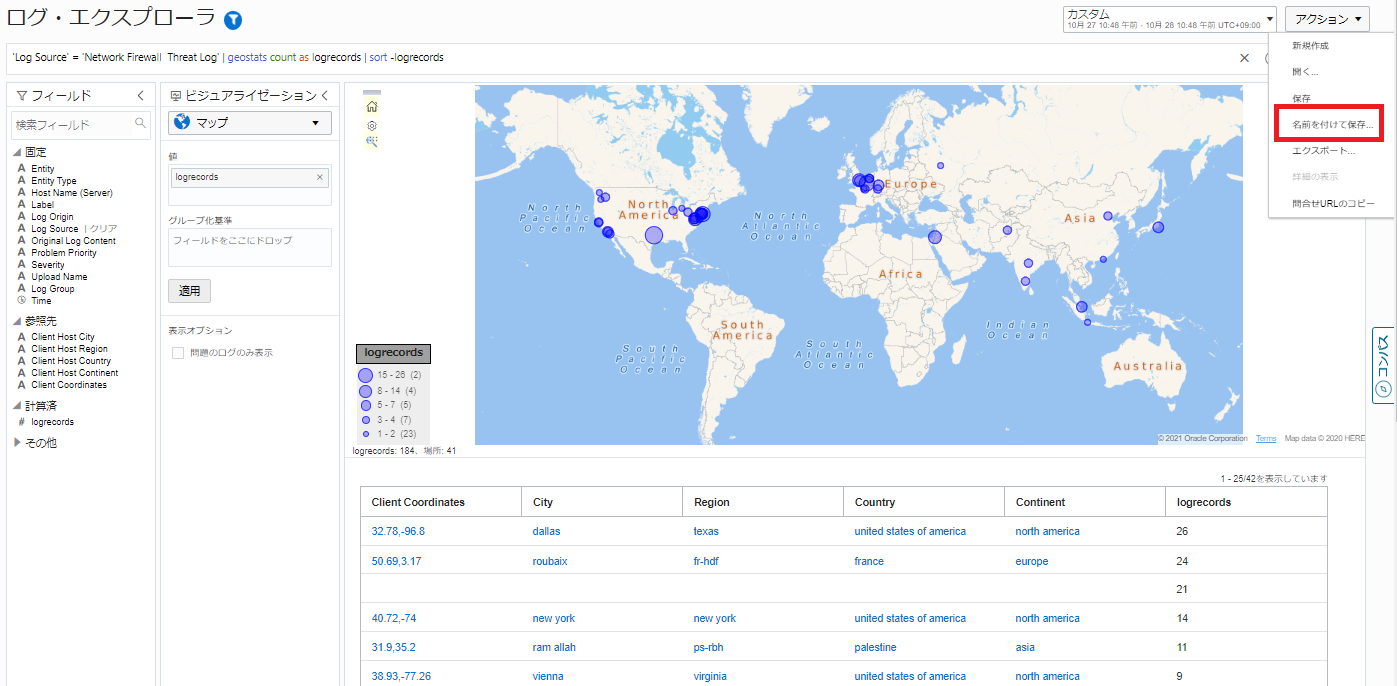 ログ・エクスプローラ
カスタム
10月 27 10:48 午前 - 10月 28 10:48 午前 UTC+09:00
アクション
'Log Source' = 'Network Firewall Threat Log' | geostats count as logrecords | sort -logrecords
新規作成
開く...
保存
名前を付けて保存...
エクスポート...
詳細の表示
問合せURLのコピー
フィールド
検索フィールド
固定
Entity
Entity Type
Host Name (Server)
Label
Log Origin
Log Source | クリア
Original Log Content
Problem Priority
Severity
Upload Name
Log Group
Time
参照先
Client Host City
Client Host Region
Client Host Country
Client Host Continent
Client Coordinates
計算済
# logrecords
その他
ビジュアライゼーション
マップ
値
logrecords
グループ化基準
フィールドをここにドロップ
適用
表示オプション
問題のログのみ表示
North Pacific Ocean
North America
North Atlantic Ocean
Europe
Asia
Africa
South America
South Pacific Ocean
South Atlantic Ocean
Indian Ocean
Australia
logrecords
15 - 26 (2)
8 - 14 (4)
5 - 7 (5)
3 - 4 (7)
1 - 2 (23)
© 2021 Oracle Corporation Terms Map data © 2020 HERE
logrecords: 184、場所: 41
1 - 25/42を表示しています
Client Coordinates City Region Country Continent logrecords
32.78,-96.8 dallas texas united states of america north america 26
50.69,3.17 roubaix fr-hdf france europe 24
21
40.72,-74 new york new york united states of america north america 14
31.9,35.2 ram allah ps-rbh palestine asia 11
38.93,-77.26 vienna virginia united states of america north america 9